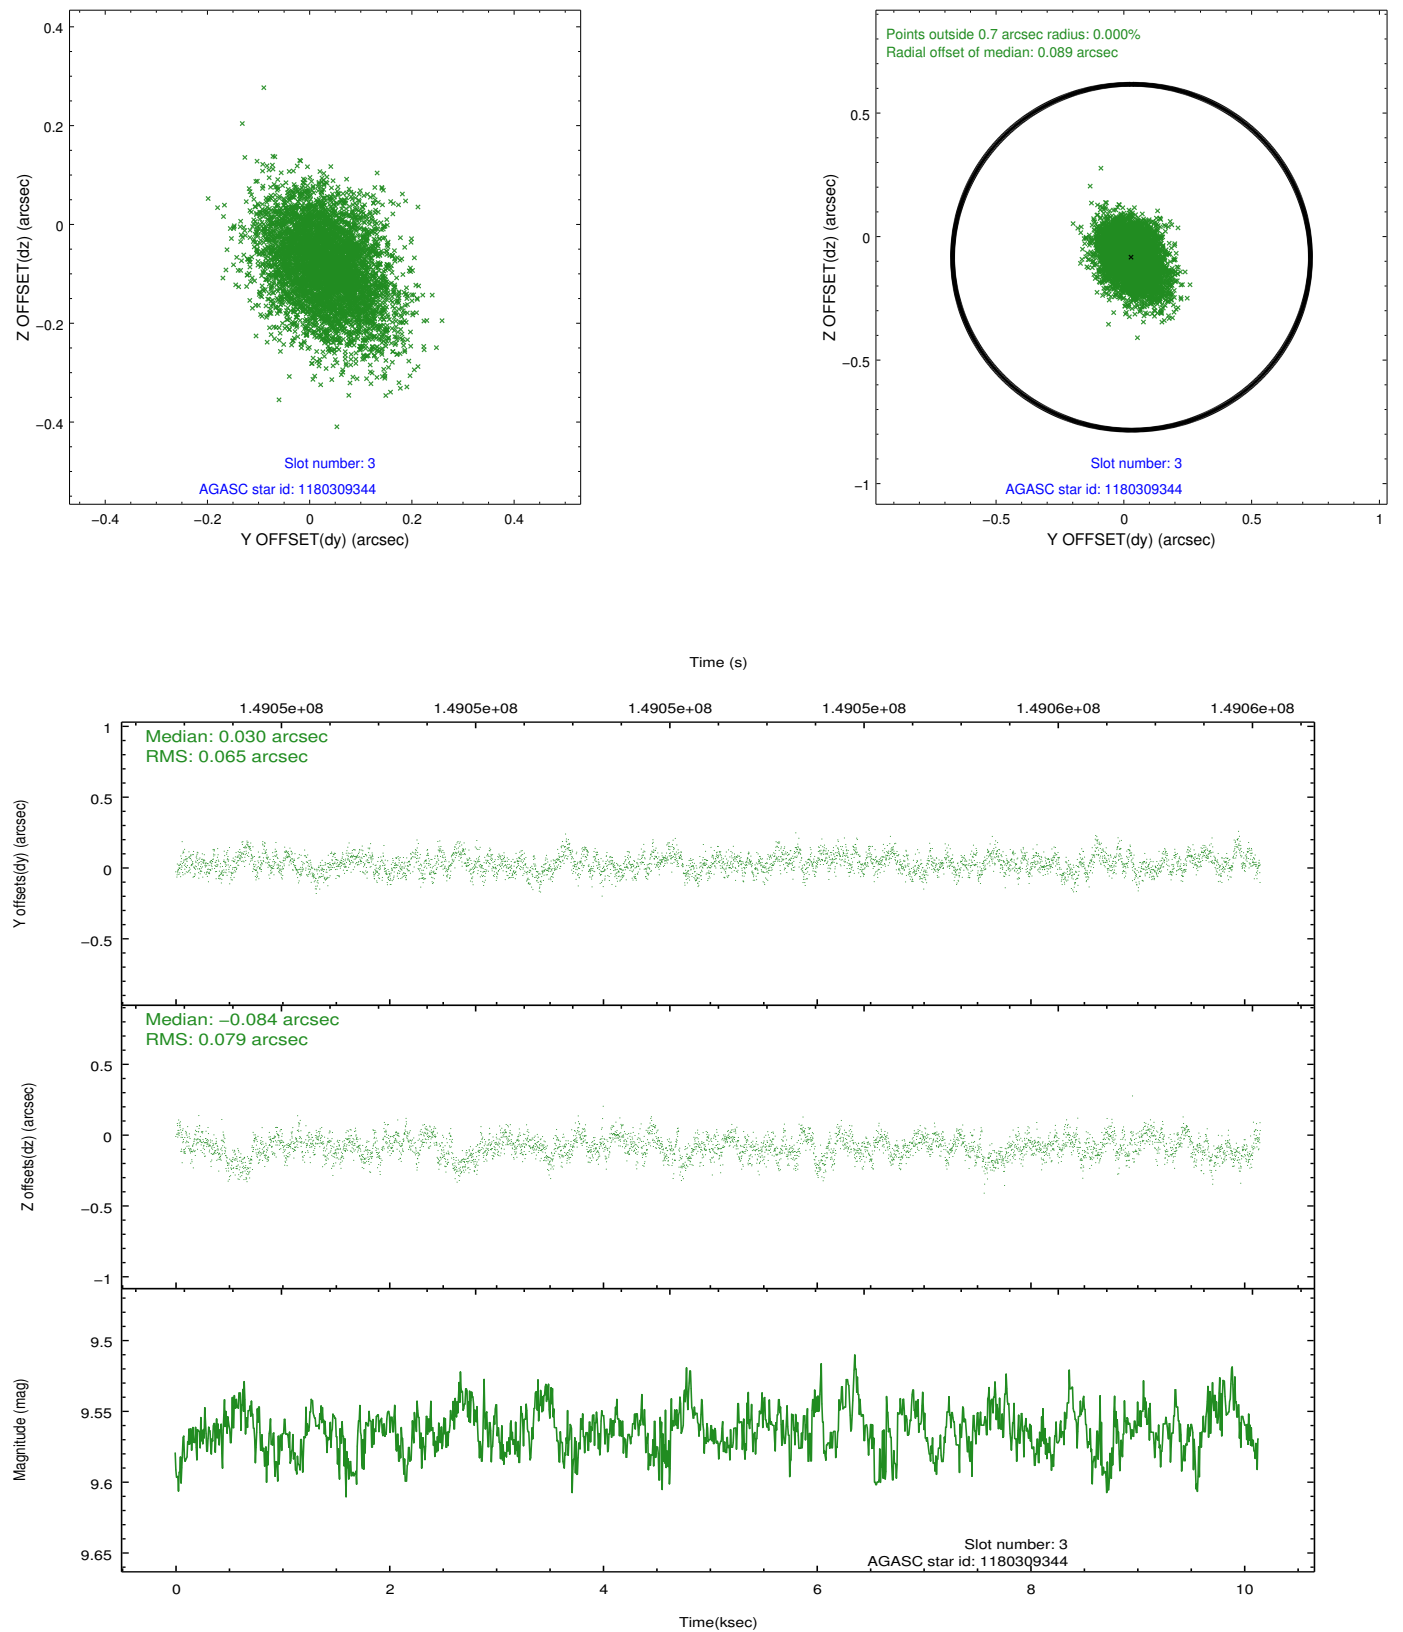 0.4
0.2
0
−0.2
−0.4
Z OFFSET(dz) (arcsec)
Slot number: 3
AGASC star id: 1180309344
−0.4 −0.2 0 0.2 0.4
Y OFFSET(dy) (arcsec)
Points outside 0.7 arcsec radius: 0.000%
Radial offset of median: 0.089 arcsec
0.5
0
−0.5
−1
Z OFFSET(dz) (arcsec)
Slot number: 3
AGASC star id: 1180309344
−0.5 0 0.5 1
Y OFFSET(dy) (arcsec)
Time (s)
1.4905e+08 1.4905e+08 1.4905e+08 1.4905e+08 1.4906e+08 1.4906e+08
Median: 0.030 arcsec
RMS: 0.065 arcsec
1
0.5
0
−0.5
Y offsets(dy) (arcsec)
Median: −0.084 arcsec
RMS: 0.079 arcsec
0.5
0
−0.5
−1
Z offsets(dz) (arcsec)
9.5
9.55
9.6
9.65
Magnitude (mag)
Slot number: 3
AGASC star id: 1180309344
0 2 4 6 8 10
Time(ksec)